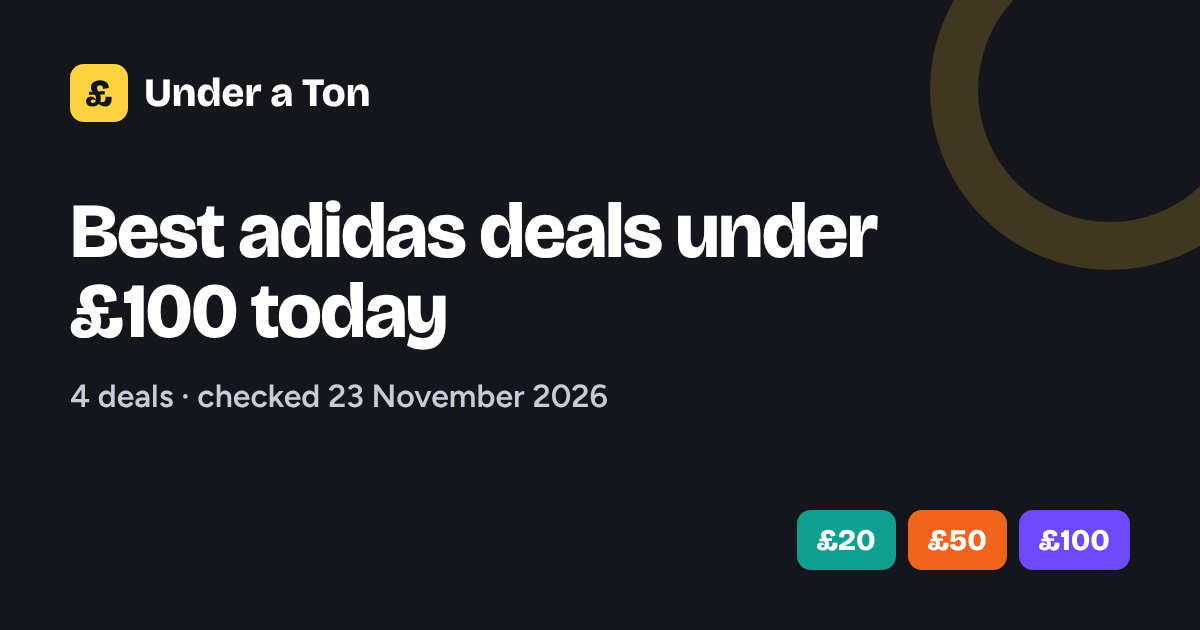 £ Under a Ton
Best adidas deals under
£100 today
4 deals · checked 23 November 2026
£20 £50 £100